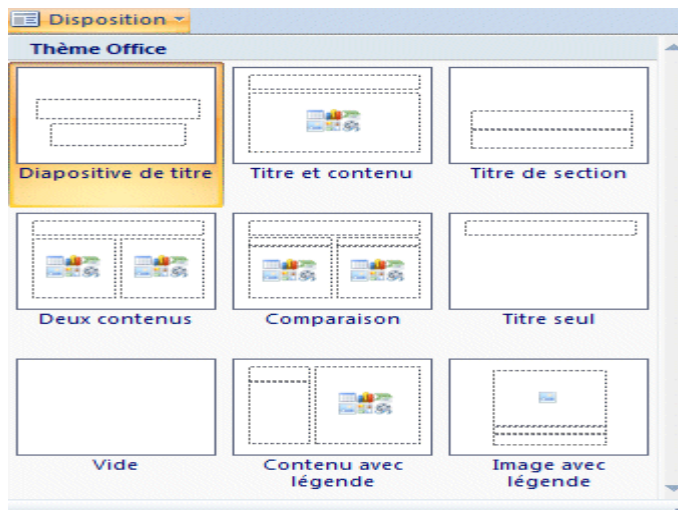 Disposition
Thème Office
Diapositive de titre
Titre et contenu
Titre de section
Deux contenus
Comparaison
Titre seul
Vide
Contenu avec
légende
Image avec
légende